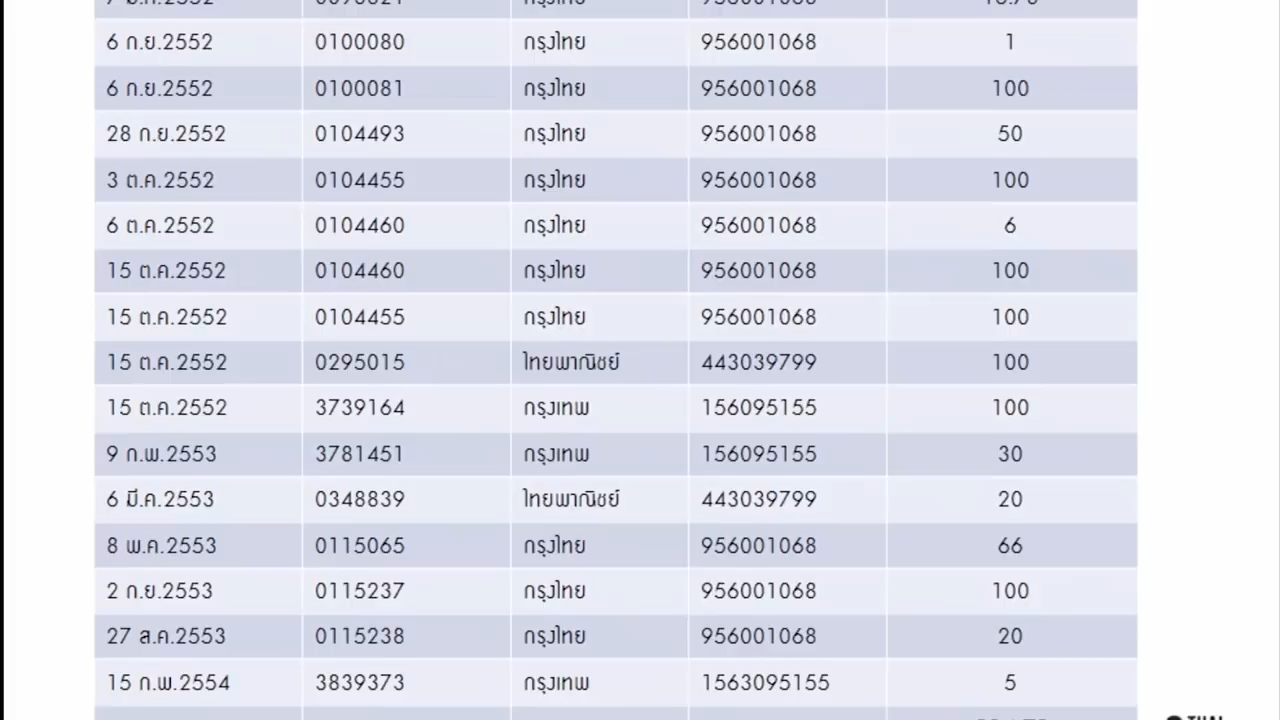 6 ก.ย.2552 0100080 กรุงไทย 956001068 1
6 ก.ย.2552 0100081 กรุงไทย 956001068 100
28 ก.ย.2552 0104493 กรุงไทย 956001068 50
3 ต.ค.2552 0104455 กรุงไทย 956001068 100
6 ต.ค.2552 0104460 กรุงไทย 956001068 6
15 ต.ค.2552 0104460 กรุงไทย 956001068 100
15 ต.ค.2552 0104455 กรุงไทย 956001068 100
15 ต.ค.2552 0295015 ไทยพาณิชย์ 443039799 100
15 ต.ค.2552 3739164 กรุงเทพ 156095155 100
9 ก.พ.2553 3781451 กรุงเทพ 156095155 30
6 มี.ค.2553 0348839 ไทยพาณิชย์ 443039799 20
8 พ.ค.2553 0115065 กรุงไทย 956001068 66
2 ก.ย.2553 0115237 กรุงไทย 956001068 100
27 ส.ค.2553 0115238 กรุงไทย 956001068 20
15 ก.พ.2554 3839373 กรุงเทพ 1563095155 5